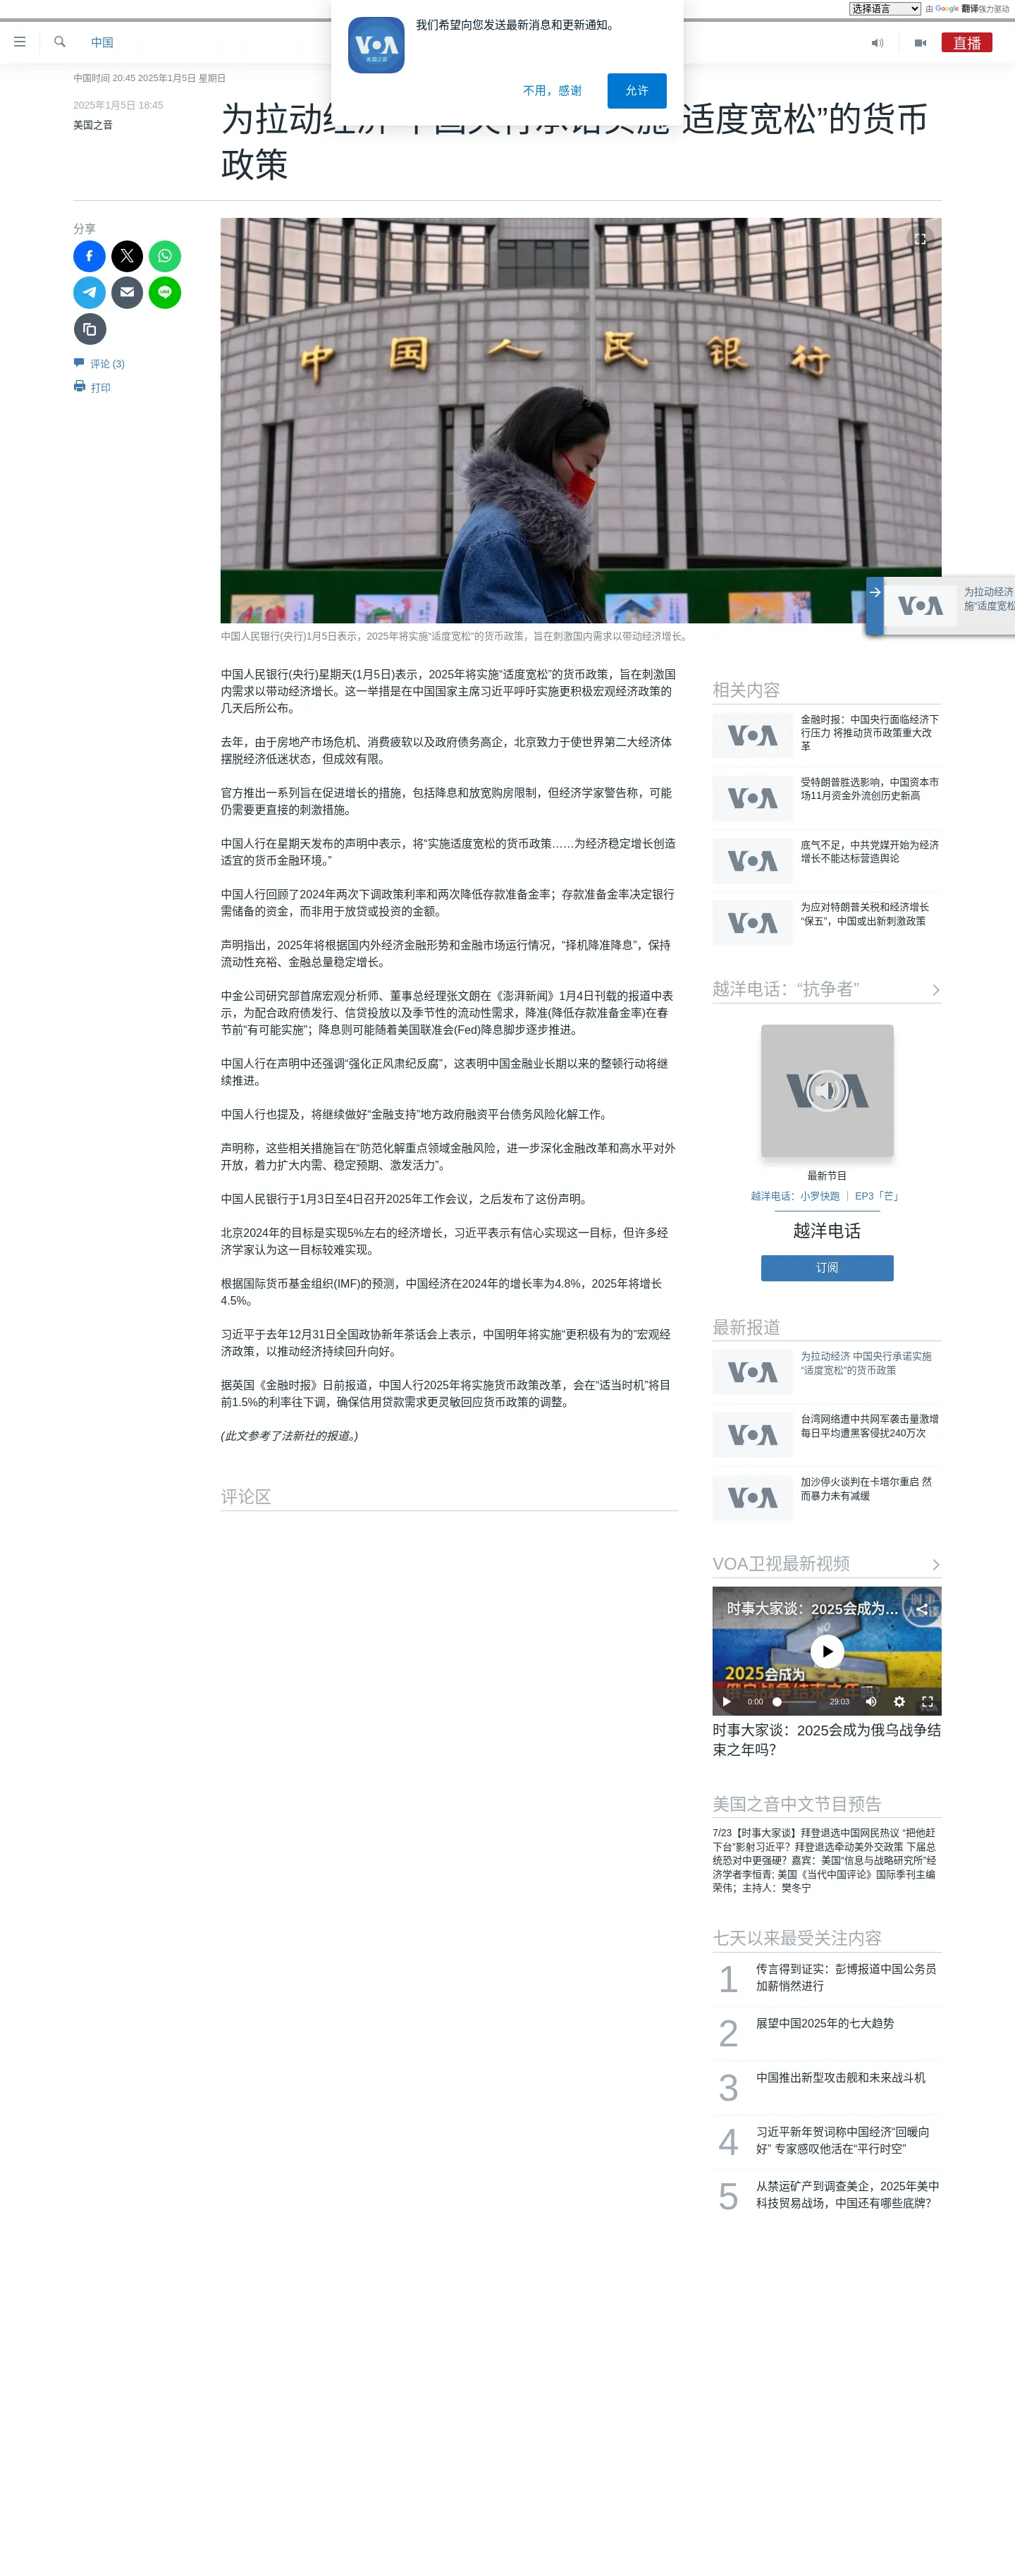 选择语言 由 Google 翻译强力驱动
VOA
美国之音
我们希望向您发送最新消息和更新通知。
不用,感谢 允许
中国
直播
中国时间 20:45 2025年1月5日 星期日
2025年1月5日 18:45
美国之音
适度宽松”的货币
政策
分享
评论 (3)
打印
中国人民银行
中国人民银行(央行)1月5日表示,2025年将实施“适度宽松”的货币政策,旨在刺激国内需求以带动经济增长。
VOA
为拉动经济
施“适度宽松
中国人民银行(央行)星期天(1月5日)表示,2025年将实施“适度宽松”的货币政策,旨在刺激国
内需求以带动经济增长。这一举措是在中国国家主席习近平呼吁实施更积极宏观经济政策的
几天后所公布。
去年,由于房地产市场危机、消费疲软以及政府债务高企,北京致力于使世界第二大经济体
摆脱经济低迷状态,但成效有限。
官方推出一系列旨在促进增长的措施,包括降息和放宽购房限制,但经济学家警告称,可能
仍需要更直接的刺激措施。
中国人行在星期天发布的声明中表示,将“实施适度宽松的货币政策……为经济稳定增长创造
适宜的货币金融环境。”
中国人行回顾了2024年两次下调政策利率和两次降低存款准备金率;存款准备金率决定银行
需储备的资金,而非用于放贷或投资的金额。
声明指出,2025年将根据国内外经济金融形势和金融市场运行情况,“择机降准降息”,保持
流动性充裕、金融总量稳定增长。
中金公司研究部首席宏观分析师、董事总经理张文朗在《澎湃新闻》1月4日刊载的报道中表
示,为配合政府债发行、信贷投放以及季节性的流动性需求,降准(降低存款准备金率)在春
节前“有可能实施”;降息则可能随着美国联准会(Fed)降息脚步逐步推进。
中国人行在声明中还强调“强化正风肃纪反腐”,这表明中国金融业长期以来的整顿行动将继
续推进。
中国人行也提及,将继续做好“金融支持”地方政府融资平台债务风险化解工作。
声明称,这些相关措施旨在“防范化解重点领域金融风险,进一步深化金融改革和高水平对外
开放,着力扩大内需、稳定预期、激发活力”。
中国人民银行于1月3日至4日召开2025年工作会议,之后发布了这份声明。
北京2024年的目标是实现5%左右的经济增长,习近平表示有信心实现这一目标,但许多经
济学家认为这一目标较难实现。
根据国际货币基金组织(IMF)的预测,中国经济在2024年的增长率为4.8%,2025年将增长
4.5%。
习近平于去年12月31日全国政协新年茶话会上表示,中国明年将实施“更积极有为的”宏观经
济政策,以推动经济持续回升向好。
据英国《金融时报》日前报道,中国人行2025年将实施货币政策改革,会在“适当时机”将目
前1.5%的利率往下调,确保信用贷款需求更灵敏回应货币政策的调整。
(此文参考了法新社的报道。)
评论区
相关内容
VOA
金融时报:中国央行面临经济下
行压力 将推动货币政策重大改
革
VOA
受特朗普胜选影响,中国资本市
场11月资金外流创历史新高
VOA
底气不足,中共党媒开始为经济
增长不能达标营造舆论
VOA
为应对特朗普关税和经济增长
“保五”,中国或出新刺激政策
越洋电话:“抗争者”
VOA
最新节目
越洋电话:小罗快跑 ｜ EP3「芒」
越洋电话
订阅
最新报道
VOA
为拉动经济 中国央行承诺实施
“适度宽松”的货币政策
VOA
台湾网络遭中共网军袭击量激增
每日平均遭黑客侵扰240万次
VOA
加沙停火谈判在卡塔尔重启 然
而暴力未有减缓
VOA卫视最新视频
时事大家谈:2025会成为...
NO
2025会成为
俄乌战争结束之年吗?
0:00 29:03
VOA
时事大家谈:2025会成为俄乌战争结
束之年吗?
美国之音中文节目预告
7/23【时事大家谈】拜登退选中国网民热议 “把他赶
下台”影射习近平?拜登退选牵动美外交政策 下届总
统恐对中更强硬?嘉宾:美国“信息与战略研究所”经
济学者李恒青; 美国《当代中国评论》国际季刊主编
荣伟;主持人:樊冬宁
七天以来最受关注内容
1 传言得到证实:彭博报道中国公务员
加薪悄然进行
2 展望中国2025年的七大趋势
3 中国推出新型攻击舰和未来战斗机
4 习近平新年贺词称中国经济“回暖向
好” 专家感叹他活在“平行时空”
5 从禁运矿产到调查美企,2025年美中
科技贸易战场,中国还有哪些底牌?